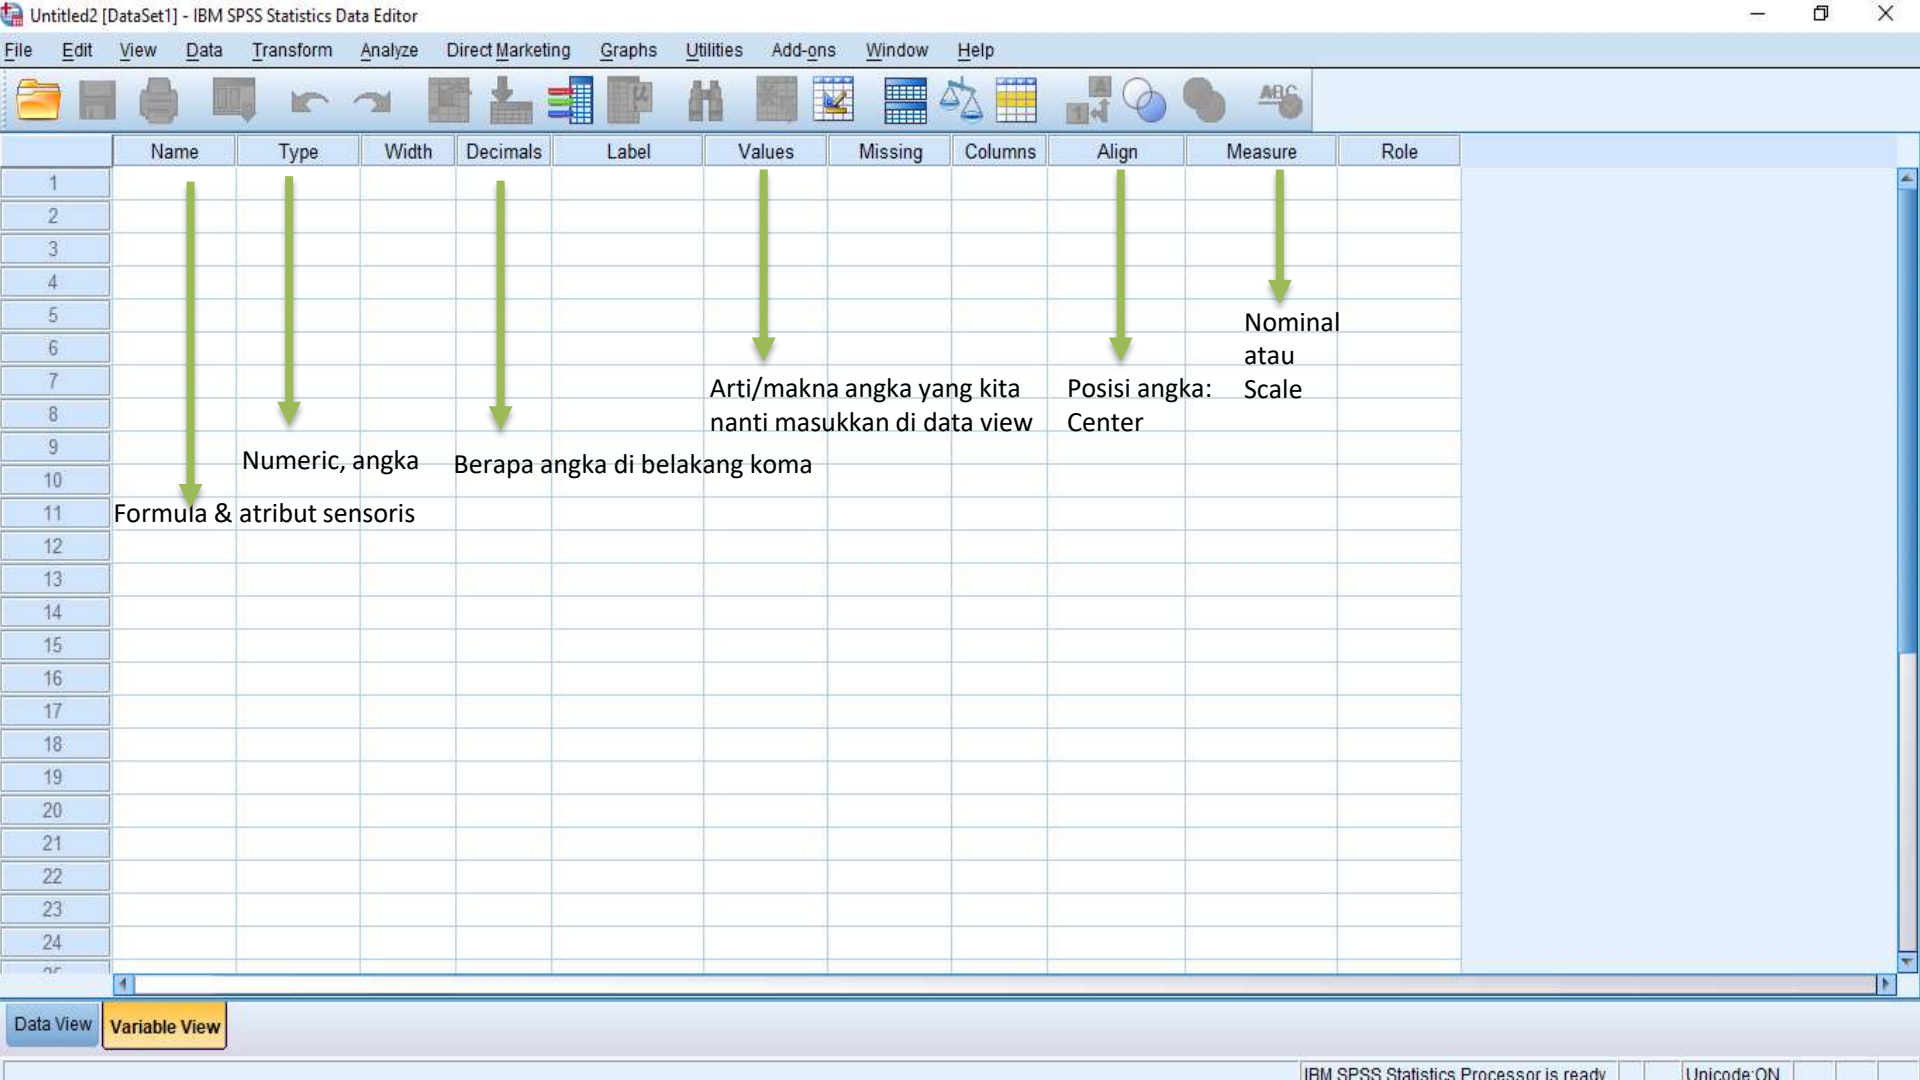 Untitled2 [DataSet1] - IBM SPSS Statistics Data Editor
File Edit View Data Transform Analyze Direct Marketing Graphs Utilities Add-ons Window Help
Name Type Width Decimals Label Values Missing Columns Align Measure Role
1
2
3
4
5
6
7
8
9
10
11
12
13
14
15
16
17
18
19
20
21
22
23
24
25
Nominal
atau
Scale
Arti/makna angka yang kita
nanti masukkan di data view
Posisi angka:
Center
Numeric, angka
Berapa angka di belakang koma
Formula & atribut sensoris
Data View Variable View
IBM SPSS Statistics Processor is ready Unicode:ON